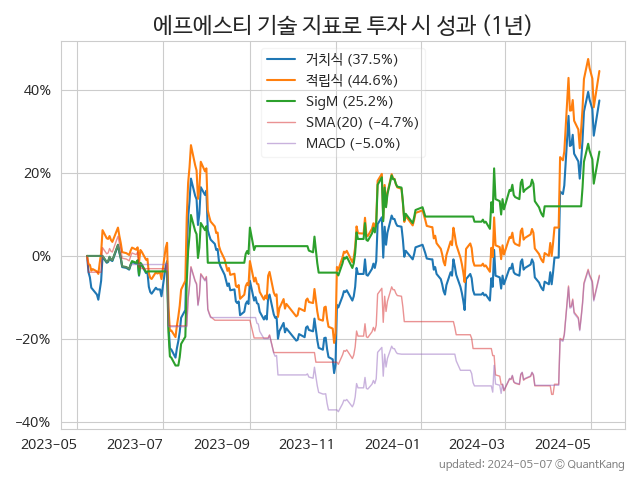 에프에스티 기술 지표로 투자 시 성과 (1년)
거치식 (37.5%)
적립식 (44.6%)
SigM (25.2%)
SMA(20) (−4.7%)
MACD (−5.0%)
40%
20%
0%
−20%
−40%
2023-05 2023-07 2023-09 2023-11 2024-01 2024-03 2024-05
updated: 2024-05-07 © QuantKang